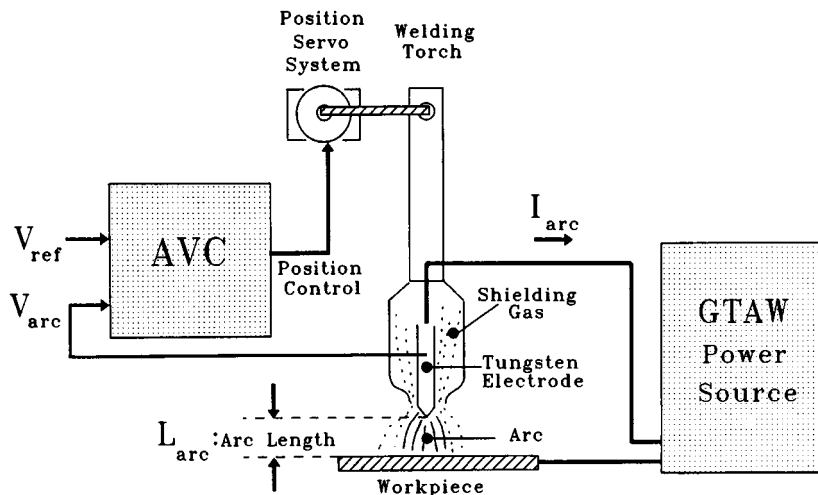 Position
Servo
System
Welding
Torch
V ref
V arc
AVC
Position
Control
I arc
Shielding
Gas
Tungsten
Electrode
GTAW
Power
Source
L arc :Arc Length
Arc
Workpiece